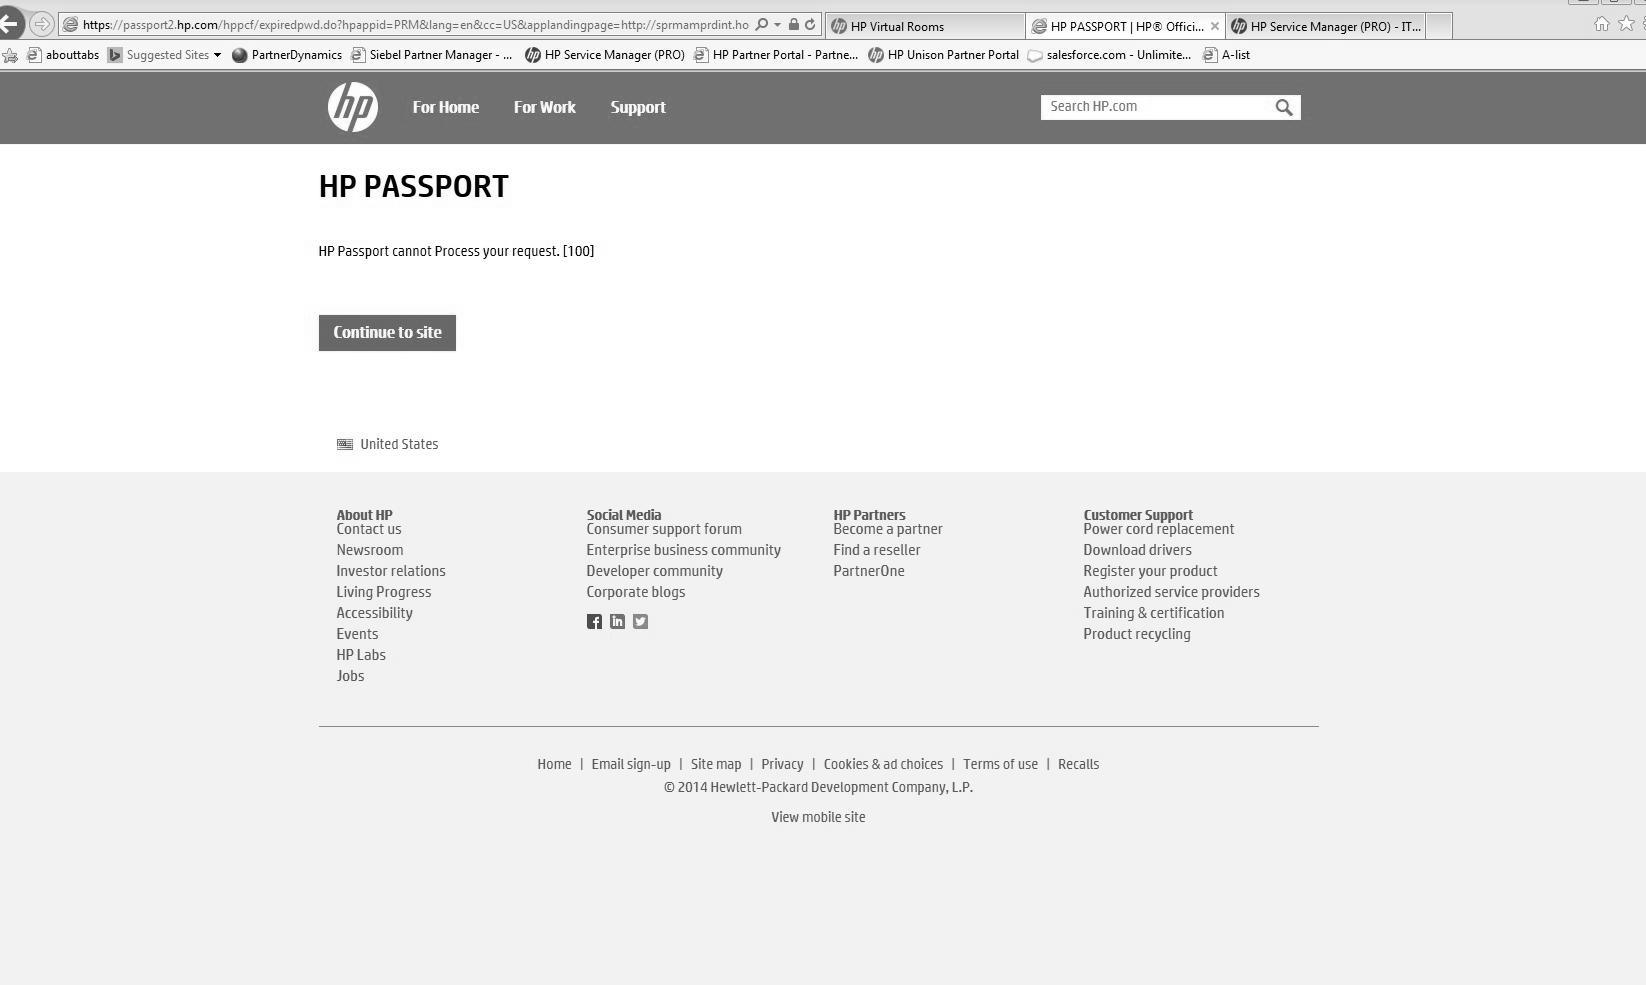 https://passport2.hp.com/hppcf/expiredpwd.do?hpappid=PRM&lang=en&cc=US&applandingpage=http://sprmamprdint.ho
HP Virtual Rooms
HP PASSPORT | HP® Offici...
HP Service Manager (PRO) - IT...
abouttabs
Suggested Sites
PartnerDynamics
Siebel Partner Manager - ...
HP Service Manager (PRO)
HP Partner Portal - Partne...
HP Unison Partner Portal
salesforce.com - Unlimite...
A-list
hp
For Home
For Work
Support
Search HP.com
HP PASSPORT
HP Passport cannot Process your request. [100]
Continue to site
United States
About HP
Contact us
Newsroom
Investor relations
Living Progress
Accessibility
Events
HP Labs
Jobs
Social Media
Consumer support forum
Enterprise business community
Developer community
Corporate blogs
HP Partners
Become a partner
Find a reseller
PartnerOne
Customer Support
Power cord replacement
Download drivers
Register your product
Authorized service providers
Training & certification
Product recycling
Home | Email sign-up | Site map | Privacy | Cookies & ad choices | Terms of use | Recalls
© 2014 Hewlett-Packard Development Company, L.P.
View mobile site